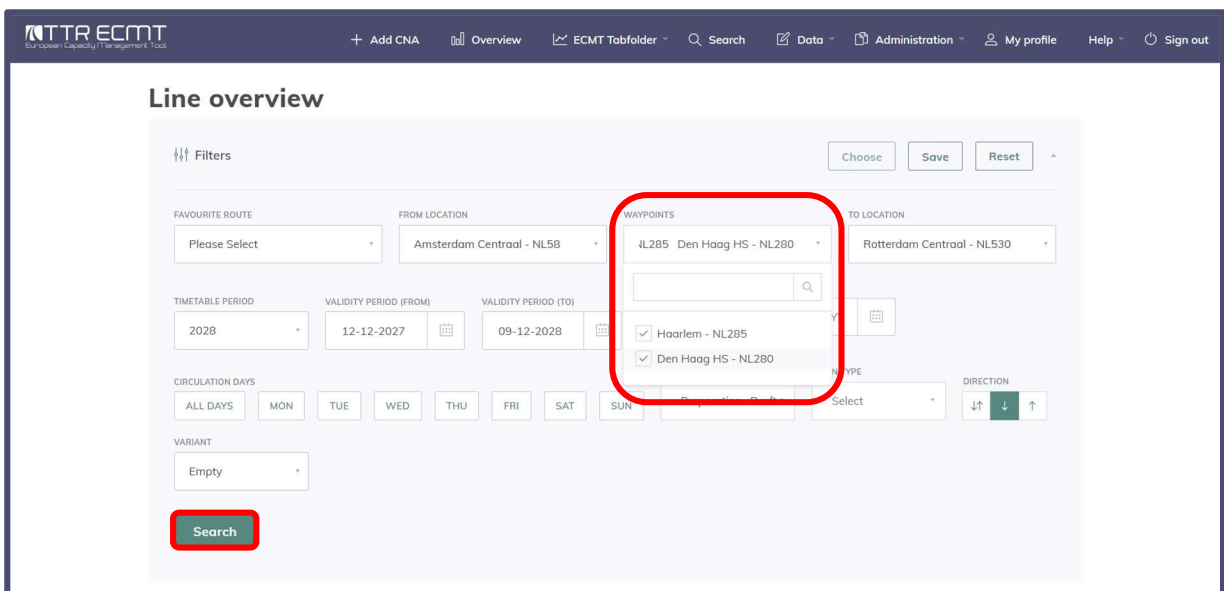 TTR ECMT
European Capacity Management Tool
Add CNA Overview ECMT Tabfolder Search Data Administration My profile Help Sign out
Line overview
Filters Choose Save Reset
FAVOURITE ROUTE FROM LOCATION WAYPOINTS TO LOCATION
Please Select Amsterdam Centraal - NL58 NL285 Den Haag HS - NL280 Rotterdam Centraal - NL530
TIMETABLE PERIOD VALIDITY PERIOD (FROM) VALIDITY PERIOD (TO)
2028 12-12-2027 09-12-2028
Haarlem - NL285
Den Haag HS - NL280
CIRCULATION DAYS TYPE DIRECTION
ALL DAYS MON TUE WED THU FRI SAT SUN Select
VARIANT
Empty
Search